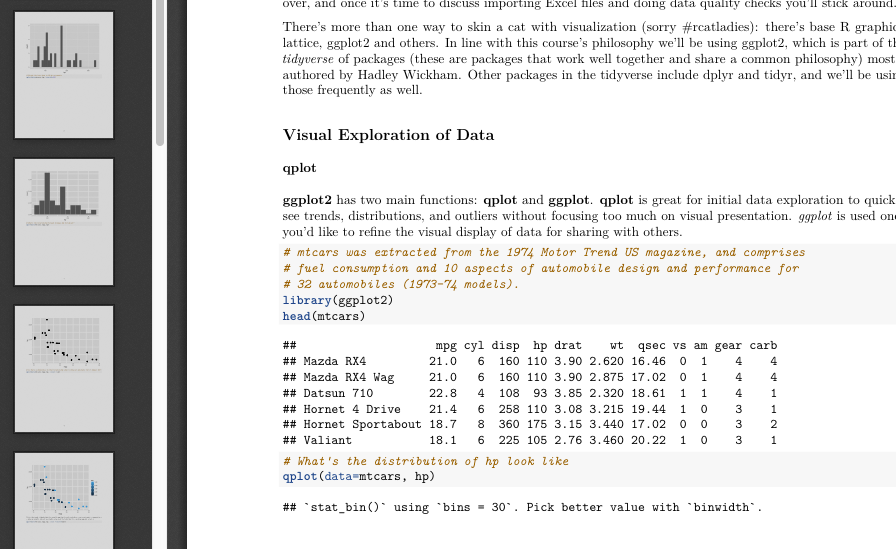 over, and once it's time to discuss importing Excel files and doing data quality checks you'll stick around.
There's more than one way to skin a cat with visualization (sorry #rcatladies): there's base R graphic
lattice, ggplot2 and others. In line with this course's philosophy we'll be using ggplot2, which is part of th
tidyverse of packages (these are packages that work well together and share a common philosophy) most
authored by Hadley Wickham. Other packages in the tidyverse include dplyr and tidyr, and we'll be usin
those frequently as well.
Visual Exploration of Data
qplot
ggplot2 has two main functions: qplot and ggplot. qplot is great for initial data exploration to quick
see trends, distributions, and outliers without focusing too much on visual presentation. ggplot is used onc
you'd like to refine the visual display of data for sharing with others.
# mtcars was extracted from the 1974 Motor Trend US magazine, and comprises
# fuel consumption and 10 aspects of automobile design and performance for
# 32 automobiles (1973-74 models).
library(ggplot2)
head(mtcars)
## mpg cyl disp hp drat wt qsec vs am gear carb
## Mazda RX4 21.0 6 160 110 3.90 2.620 16.46 0 1 4 4
## Mazda RX4 Wag 21.0 6 160 110 3.90 2.875 17.02 0 1 4 4
## Datsun 710 22.8 4 108 93 3.85 2.320 18.61 1 1 4 1
## Hornet 4 Drive 21.4 6 258 110 3.08 3.215 19.44 1 0 3 1
## Hornet Sportabout 18.7 8 360 175 3.15 3.440 17.02 0 0 3 2
## Valiant 18.1 6 225 105 2.76 3.460 20.22 1 0 3 1
# What's the distribution of hp look like
qplot(data=mtcars, hp)
## `stat_bin()` using `bins = 30`. Pick better value with `binwidth`.